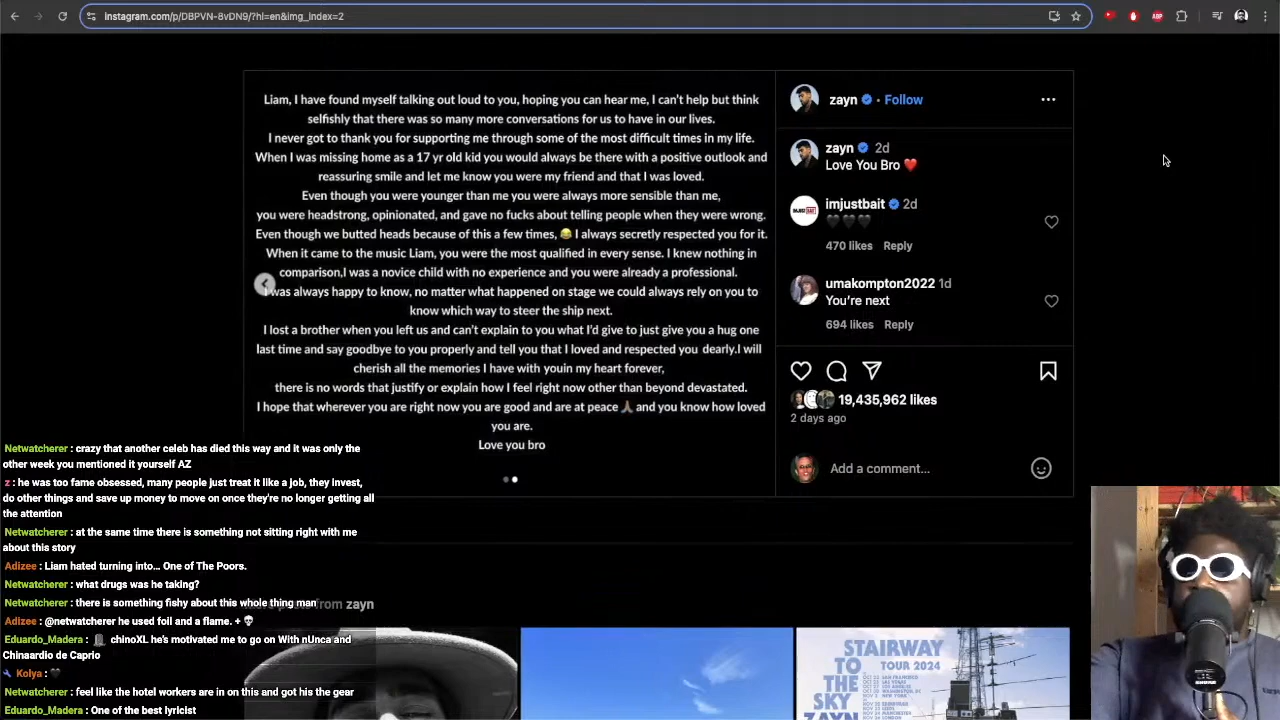 instagram.com/p/DBPVN-8vDN9/?hl=en&img_index=2
Liam, I have found myself talking out loud to you, hoping you can hear me, I can't help but think
selfishly that there was so many more conversations for us to have in our lives.
I never got to thank you for supporting me through some of the most difficult times in my life.
When I was missing home as a 17 yr old kid you would always be there with a positive outlook and
reassuring smile and let me know you were my friend and that I was loved.
Even though you were younger than me you were always more sensible than me,
you were headstrong, opinionated, and gave no fucks about telling people when they were wrong.
Even though we butted heads because of this a few times, 😂 I always secretly respected you for it.
When it came to the music Liam, you were the most qualified in every sense. I knew nothing in
comparison,I was a novice child with no experience and you were already a professional.
I was always happy to know, no matter what happened on stage we could always rely on you to
know which way to steer the ship next.
I lost a brother when you left us and can't explain to you what I'd give to just give you a hug one
last time and say goodbye to you properly and tell you that I loved and respected you dearly.I will
cherish all the memories I have with youin my heart forever,
there is no words that justify or explain how I feel right now other than beyond devastated.
I hope that wherever you are right now you are good and are at peace 🙏🏽 and you know how loved
you are.
Love you bro
zayn • Follow
zayn 2d
Love You Bro ❤️
imjustbait 2d
🖤🖤🖤
470 likes Reply
umakompton2022 1d
You're next
694 likes Reply
19,435,962 likes
2 days ago
Add a comment...
Netwatcherer : crazy that another celeb has died this way and it was only the
other week you mentioned it yourself AZ
z : he was too fame obsessed, many people just treat it like a job, they invest,
do other things and save up money to move on once they're no longer getting all
the attention
Netwatcherer : at the same time there is something not sitting right with me
about this story
Adizee : Liam hated turning into... One of The Poors.
Netwatcherer : what drugs was he taking?
Netwatcherer : there is something fishy about this whole thing man
from zayn
Adizee : @netwatcherer he used foil and a flame. + 💀
Eduardo_Madera : chinoXL he's motivated me to go on With nUnca and
Chinaardio de Caprio
Kolya : 🖤
Netwatcherer : feel like the hotel workers are in on this and got his the gear
Eduardo_Madera : One of the best lyricist
STAIRWAY
TO
THE
SKY
TOUR 2024
ZAYN